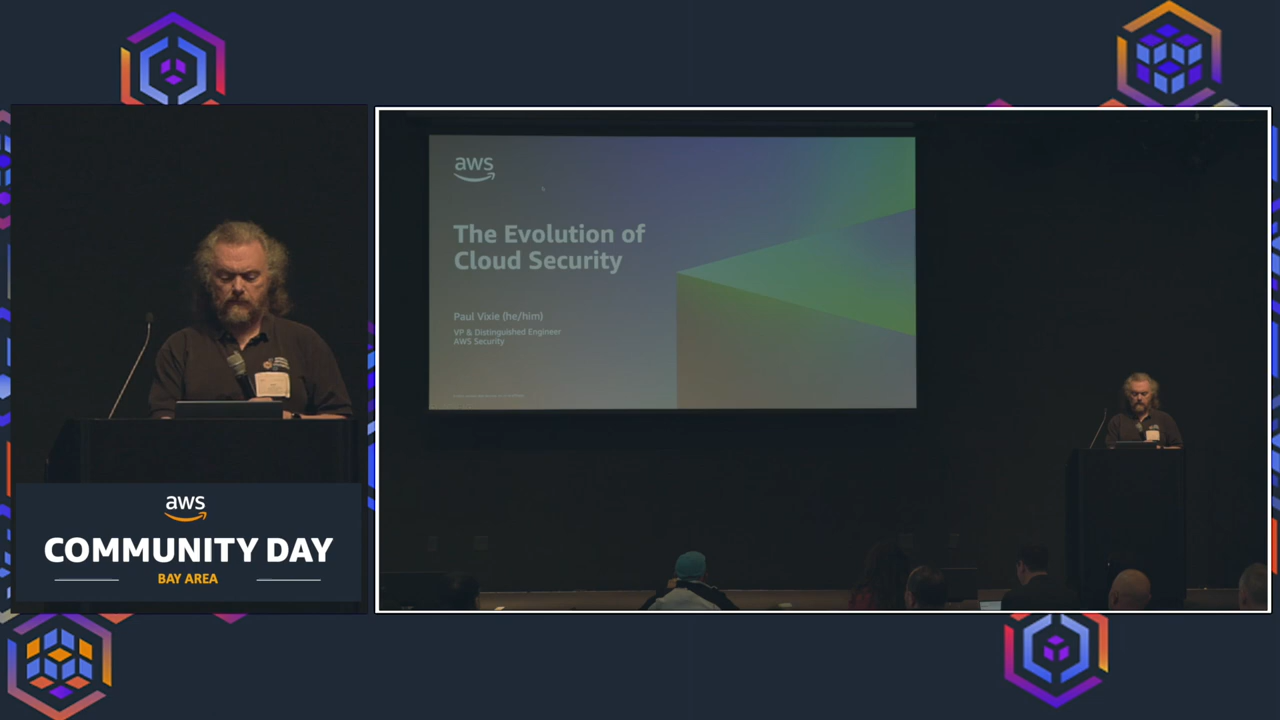 aws
COMMUNITY DAY
BAY AREA
aws
The Evolution of
Cloud Security
Paul Vixie (he/him)
VP & Distinguished Engineer
AWS Security